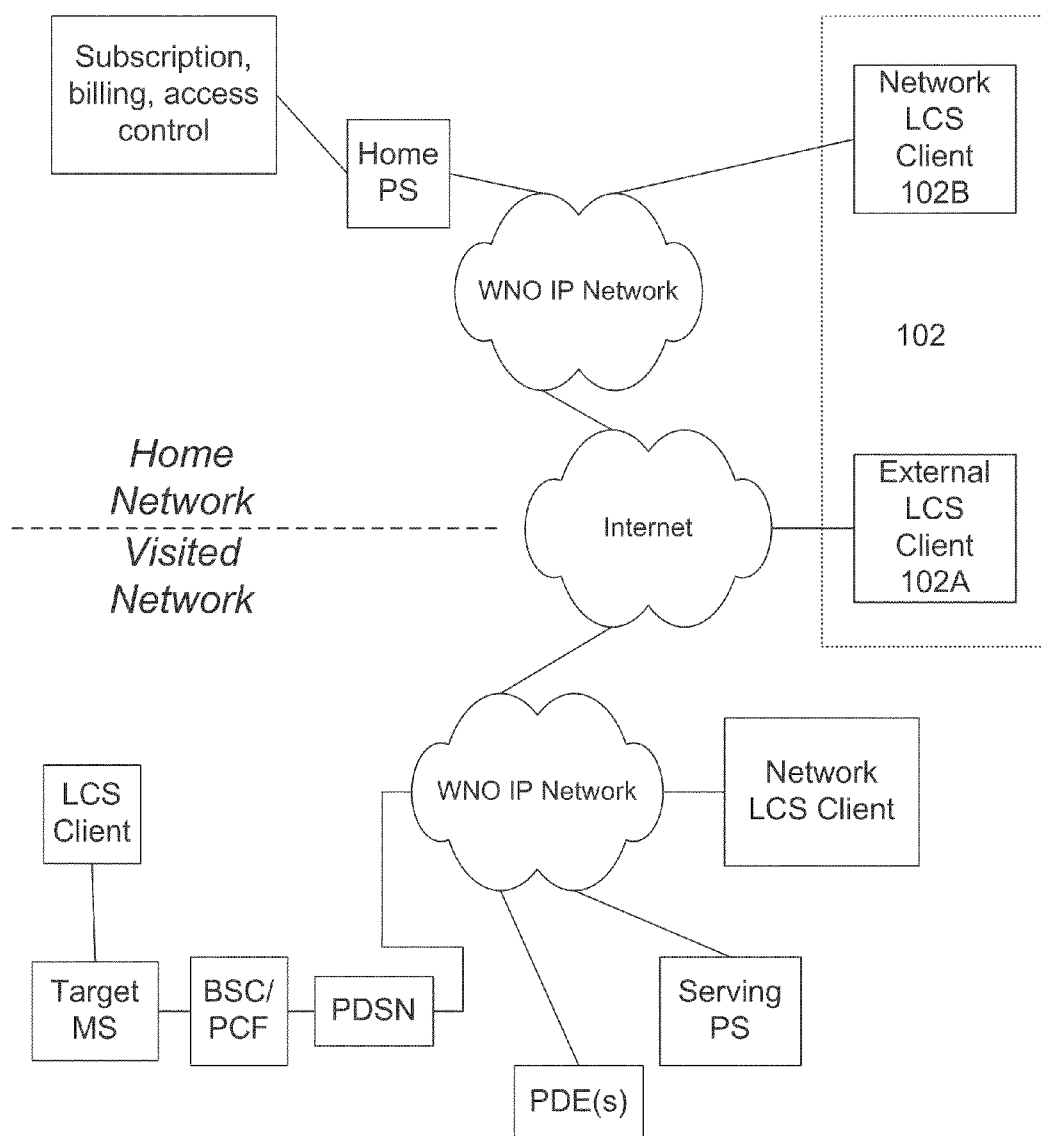 Subscription,
billing, access
control
Home
PS
Network
LCS
Client
102B
WNO IP Network
102
Home
Network
Visited
Network
Internet
External
LCS
Client
102A
WNO IP Network
Network
LCS Client
LCS
Client
Target
MS
BSC/
PCF
PDSN
Serving
PS
PDE(s)